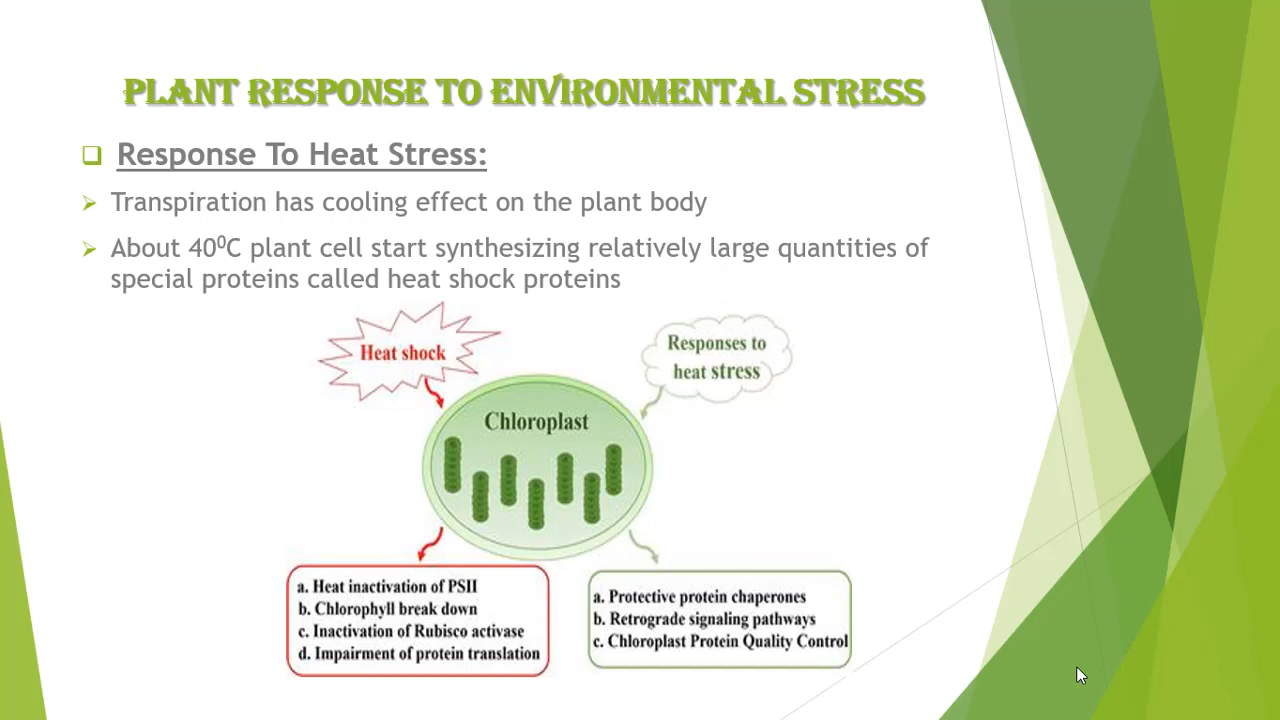 PLANT RESPONSE TO ENVIRONMENTAL STRESS
Response To Heat Stress:
Transpiration has cooling effect on the plant body
About 40⁰C plant cell start synthesizing relatively large quantities of
special proteins called heat shock proteins
Heat shock
Responses to
heat stress
Chloroplast
a. Heat inactivation of PSII
b. Chlorophyll break down
c. Inactivation of Rubisco activase
d. Impairment of protein translation
a. Protective protein chaperones
b. Retrograde signaling pathways
c. Chloroplast Protein Quality Control